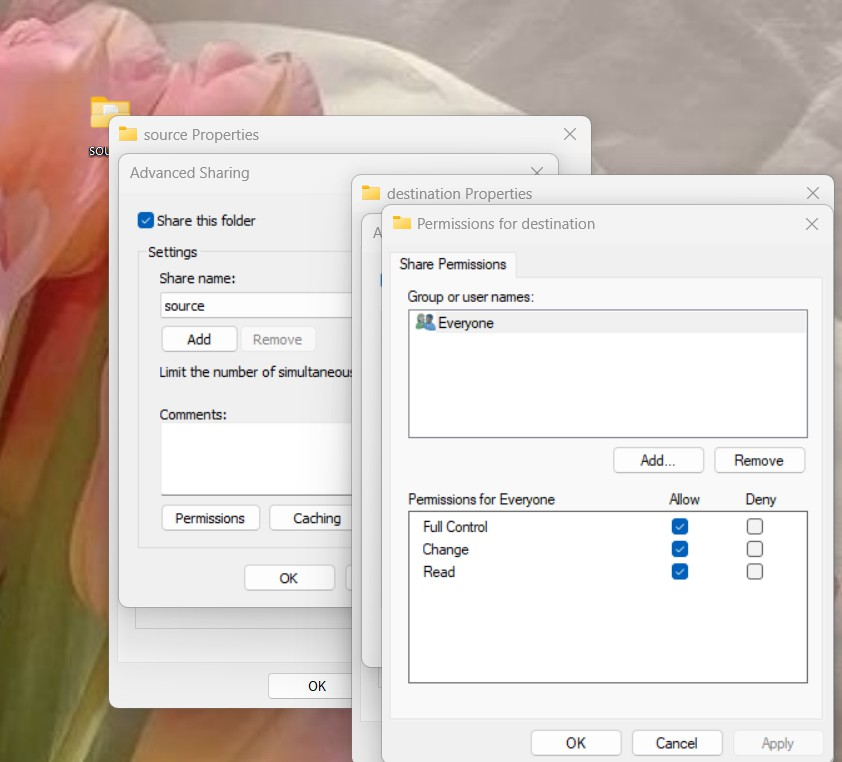 sou
source Properties
Advanced Sharing
Share this folder
Settings
Share name:
source
Add
Remove
Limit the number of simultaneous
Comments:
Permissions
Caching
OK
OK
destination Properties
A
Permissions for destination
Share Permissions
Group or user names:
Everyone
Add...
Remove
Permissions for Everyone Allow Deny
Full Control
Change
Read
OK
Cancel
Apply